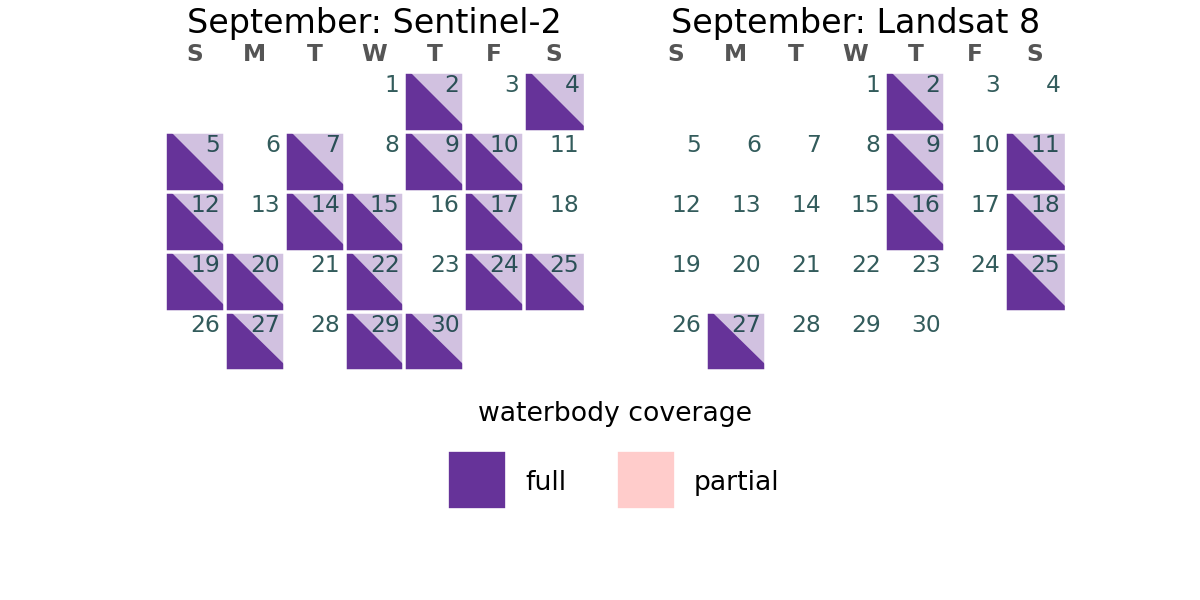 September: Sentinel-2
S M T W T F S
1 2 3 4
5 6 7 8 9 10 11
12 13 14 15 16 17 18
19 20 21 22 23 24 25
26 27 28 29 30
September: Landsat 8
S M T W T F S
1 2 3 4
5 6 7 8 9 10 11
12 13 14 15 16 17 18
19 20 21 22 23 24 25
26 27 28 29 30
waterbody coverage
full partial